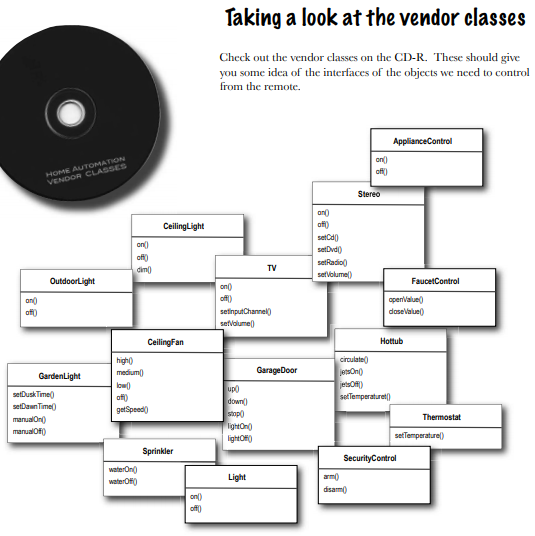 Taking a look at the vendor classes
Check out the vendor classes on the CD-R. These should give
you some idea of the interfaces of the objects we need to control
from the remote.
HOME AUTOMATION
VENDOR CLASSES
ApplianceControl
on()
off()
Stereo
on()
off()
setCd()
setDvd()
setRadio()
setVolume()
CeilingLight
on()
off()
dim()
TV
on()
off()
setInputChannel()
setVolume()
OutdoorLight
on()
off()
FaucetControl
openValue()
closeValue()
CeilingFan
high()
medium()
low()
off()
getSpeed()
Hottub
circulate()
jetsOn()
jetsOff()
setTemperature()
GardenLight
setDuskTime()
setDawnTime()
manualOn()
manualOff()
GarageDoor
up()
down()
stop()
lightOn()
lightOff()
Thermostat
setTemperature()
Sprinkler
waterOn()
waterOff()
SecurityControl
arm()
disarm()
Light
on()
off()